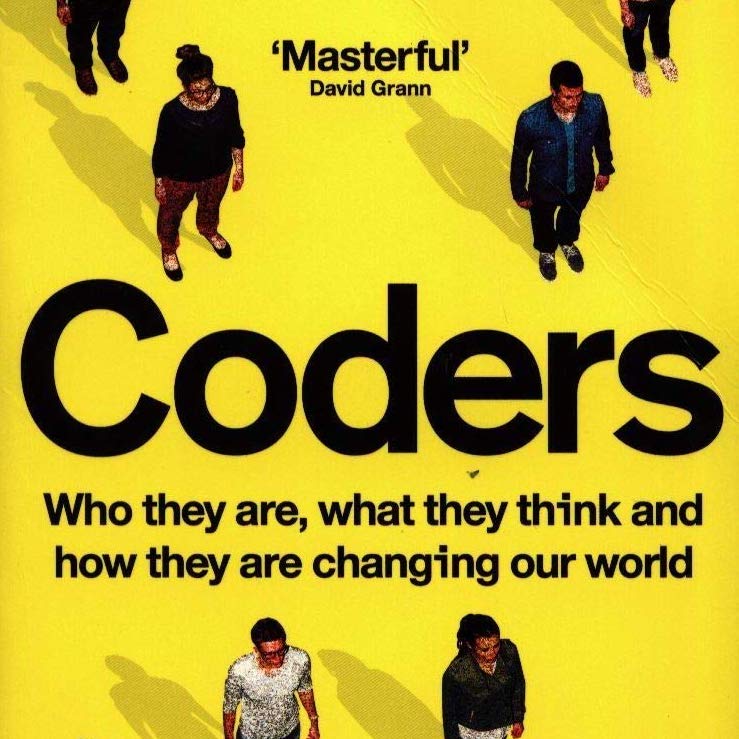 ‘Masterful’
David Grann
Coders
Who they are, what they think and
how they are changing our world